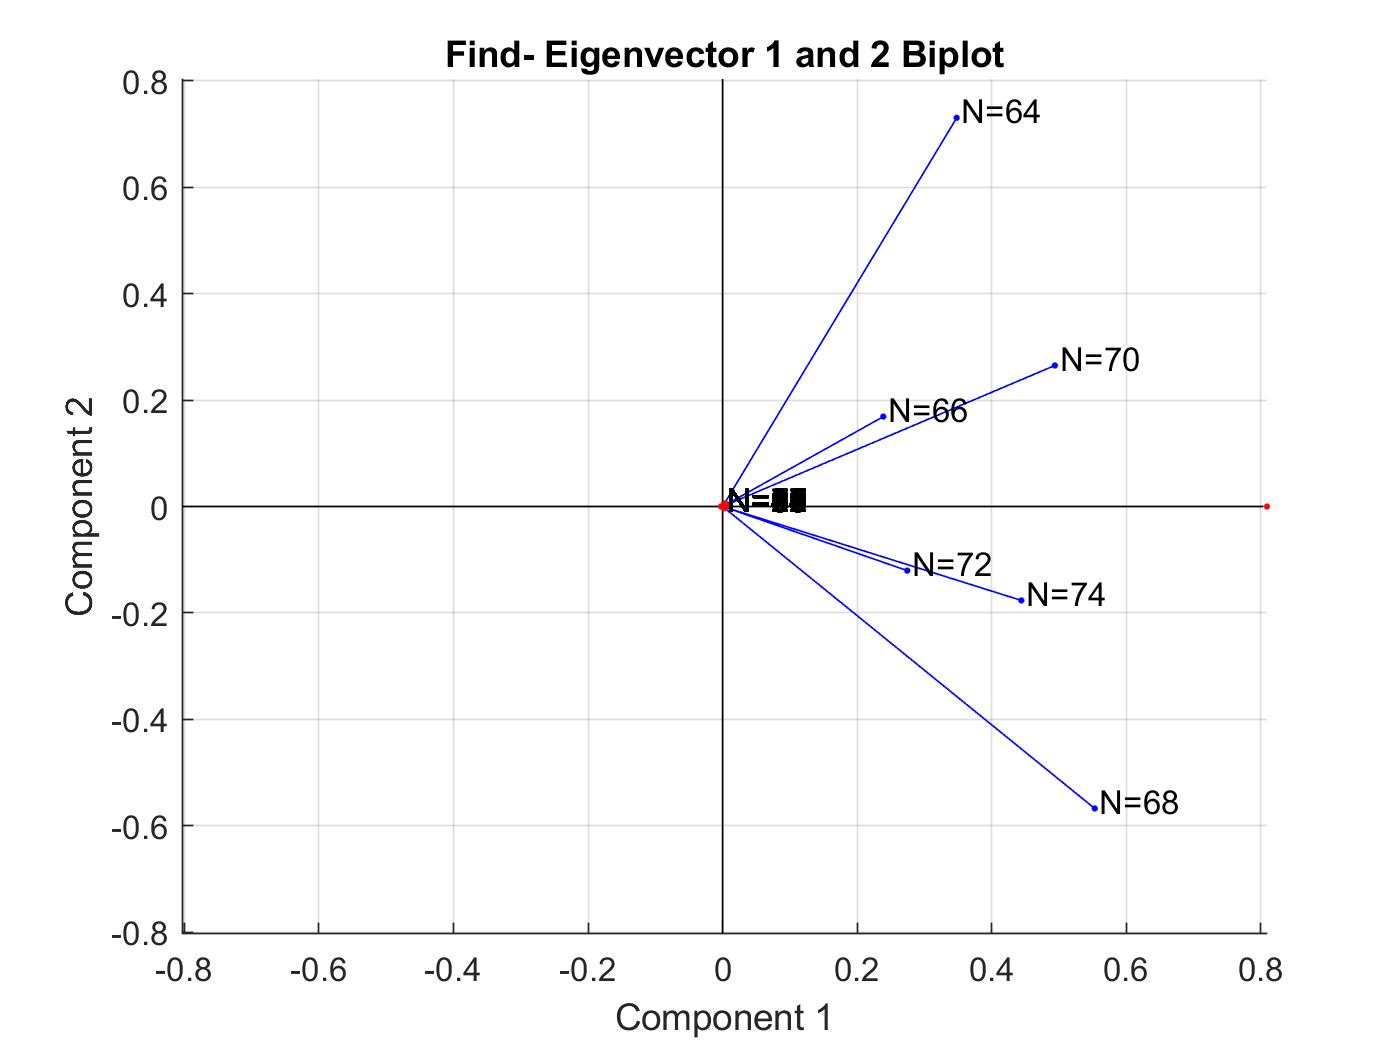 Find- Eigenvector 1 and 2 Biplot
0.8
0.6
0.4
0.2
0
-0.2
-0.4
-0.6
-0.8
Component 2
N=64
N=70
N=66
N=
N=72
N=74
N=68
-0.8 -0.6 -0.4 -0.2 0 0.2 0.4 0.6 0.8
Component 1